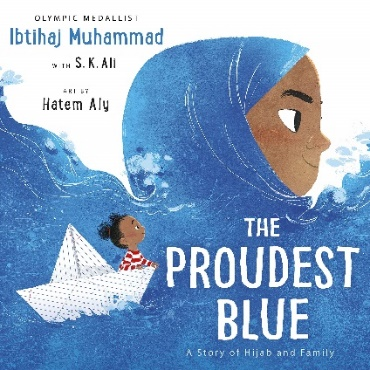 OLYMPIC MEDALLIST
Ibtihaj Muhammad
WITH S.K. Ali
ART BY
Hatem Aly
THE
PROUDEST
BLUE
A Story of Hijab and Family